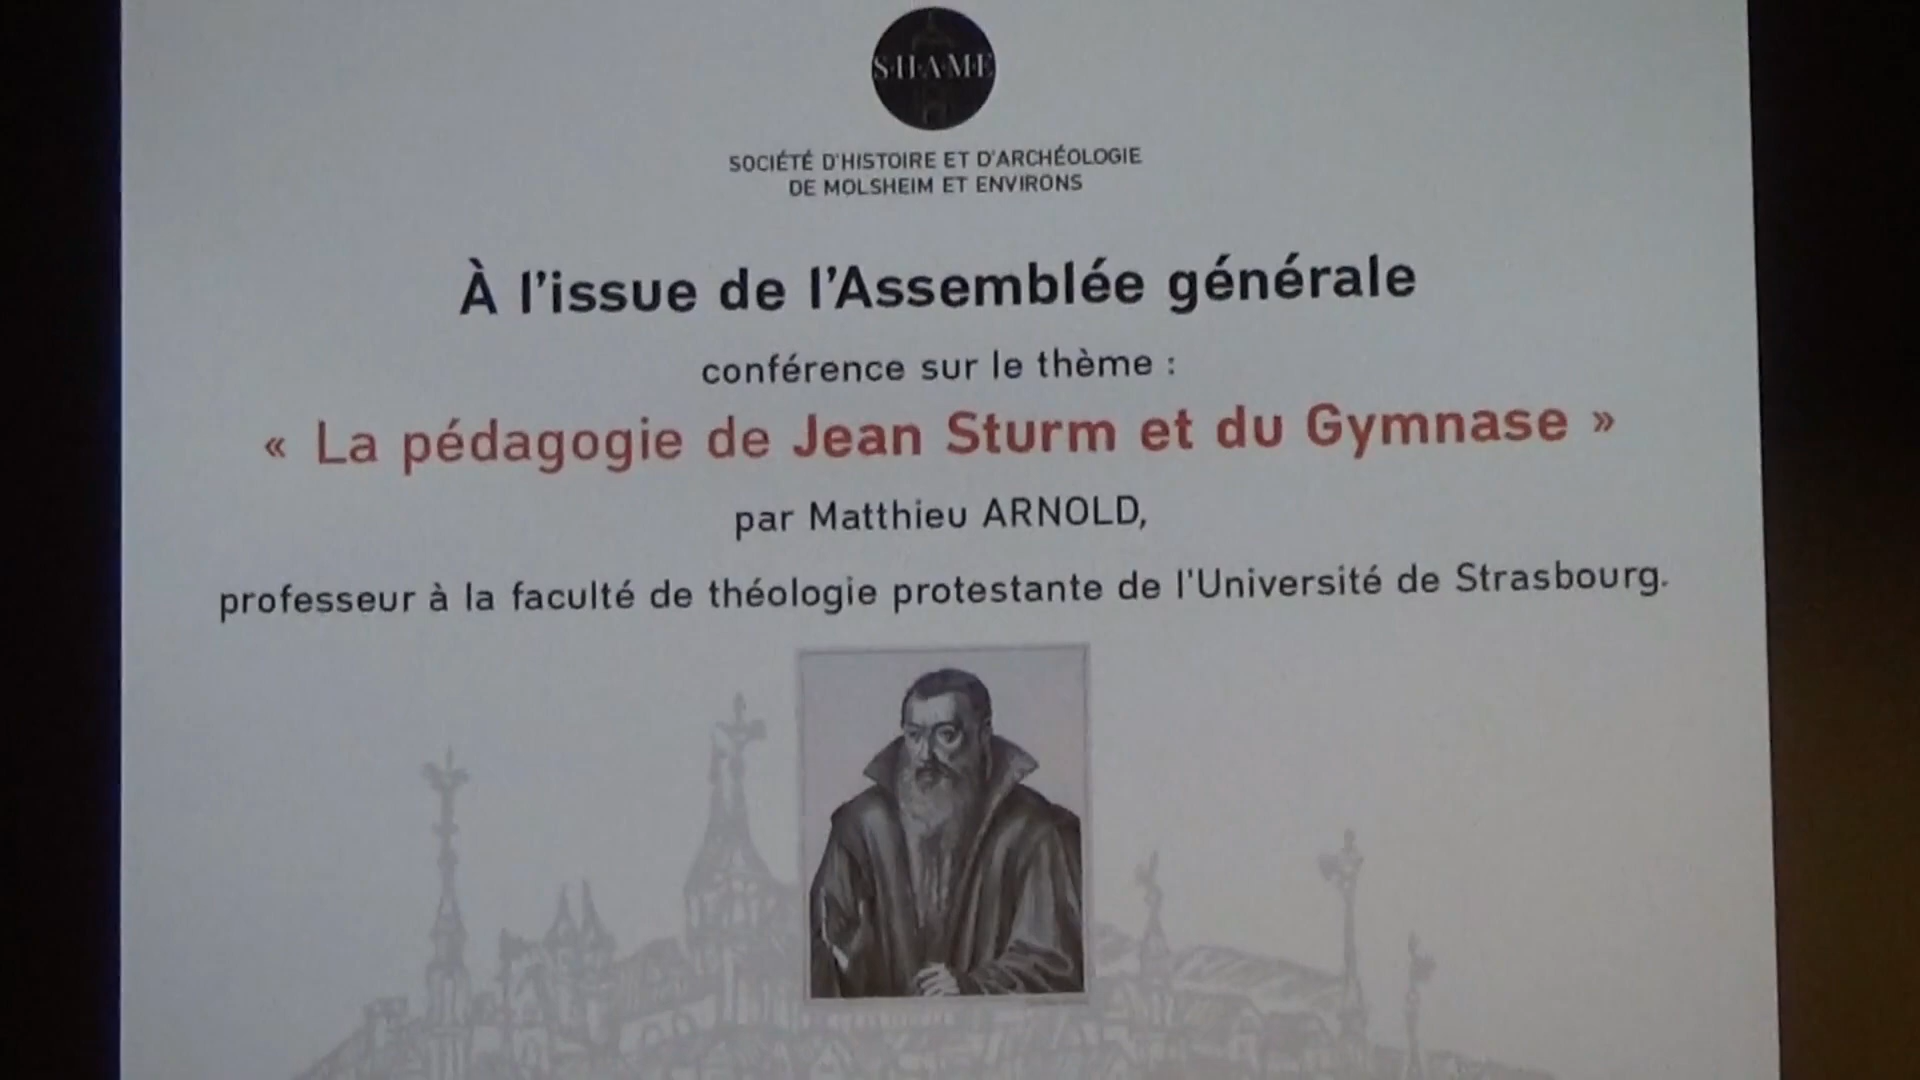 S·H·A·M·E
SOCIÉTÉ D'HISTOIRE ET D'ARCHÉOLOGIE
DE MOLSHEIM ET ENVIRONS
À l'issue de l'Assemblée générale
conférence sur le thème :
« La pédagogie de Jean Sturm et du Gymnase »
par Matthieu ARNOLD,
professeur à la faculté de théologie protestante de l'Université de Strasbourg.